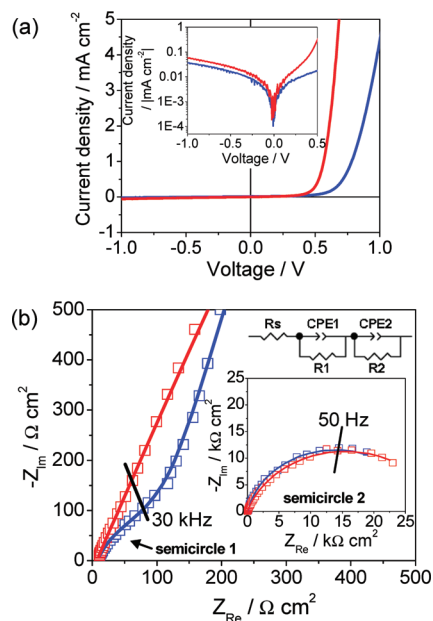 (a)
Current density / mA cm⁻²
5
4
3
2
1
0
-1
-1.0 -0.5 0.0 0.5 1.0
Voltage / V
Current density
/ |mA cm⁻²|
1
0.1
0.01
1E-3
1E-4
-1.0 -0.5 0.0 0.5
Voltage / V
(b)
-Z_Im / Ω cm²
500
400
300
200
100
0
0 100 200 300 400 500
Z_Re / Ω cm²
30 kHz
semicircle 1
Rs CPE1 CPE2
R1 R2
-Z_Im / kΩ cm²
25
20
15
10
5
0
0 5 10 15 20 25
Z_Re / kΩ cm²
50 Hz
semicircle 2